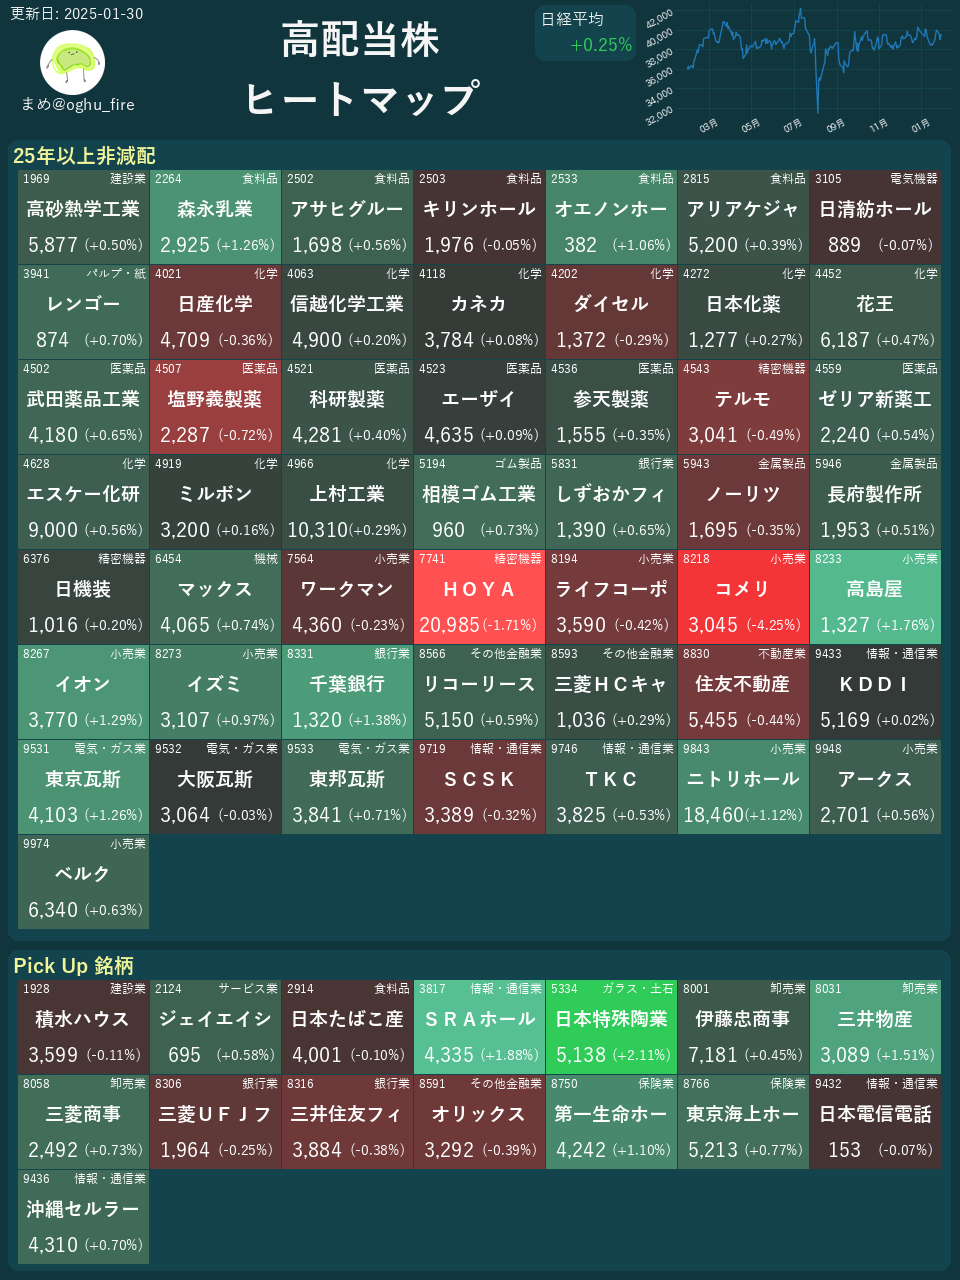 更新日: 2025-01-30
まめ@oghu_fire
高配当株
ヒートマップ
日経平均
+0.25%
42,000
40,000
38,000
36,000
34,000
32,000
03月 05月 07月 09月 11月 01月
25年以上非減配
1969 建設業 2264 食料品 2502 食料品 2503 食料品 2533 食料品 2815 食料品 3105 電気機器
高砂熱学工業 森永乳業 アサヒグルー キリンホール オエノンホー アリアケジャ 日清紡ホール
5,877 (+0.50%) 2,925 (+1.26%) 1,698 (+0.56%) 1,976 (-0.05%) 382 (+1.06%) 5,200 (+0.39%) 889 (-0.07%)
3941 パルプ・紙 4021 化学 4063 化学 4118 化学 4202 化学 4272 化学 4452 化学
レンゴー 日産化学 信越化学工業 カネカ ダイセル 日本化薬 花王
874 (+0.70%) 4,709 (-0.36%) 4,900 (+0.20%) 3,784 (+0.08%) 1,372 (-0.29%) 1,277 (+0.27%) 6,187 (+0.47%)
4502 医薬品 4507 医薬品 4521 医薬品 4523 医薬品 4536 医薬品 4543 精密機器 4559 医薬品
武田薬品工業 塩野義製薬 科研製薬 エーザイ 参天製薬 テルモ ゼリア新薬工
4,180 (+0.65%) 2,287 (-0.72%) 4,281 (+0.40%) 4,635 (+0.09%) 1,555 (+0.35%) 3,041 (-0.49%) 2,240 (+0.54%)
4628 化学 4919 化学 4966 化学 5194 ゴム製品 5831 銀行業 5943 金属製品 5946 金属製品
エスケー化研 ミルボン 上村工業 相模ゴム工業 しずおかフィ ノーリツ 長府製作所
9,000 (+0.56%) 3,200 (+0.16%) 10,310(+0.29%) 960 (+0.73%) 1,390 (+0.65%) 1,695 (-0.35%) 1,953 (+0.51%)
6376 精密機器 6454 機械 7564 小売業 7741 精密機器 8194 小売業 8218 小売業 8233 小売業
日機装 マックス ワークマン ＨＯＹＡ ライフコーポ コメリ 高島屋
1,016 (+0.20%) 4,065 (+0.74%) 4,360 (-0.23%) 20,985(-1.71%) 3,590 (-0.42%) 3,045 (-4.25%) 1,327 (+1.76%)
8267 小売業 8273 小売業 8331 銀行業 8566 その他金融業 8593 その他金融業 8830 不動産業 9433 情報・通信業
イオン イズミ 千葉銀行 リコーリース 三菱ＨＣキャ 住友不動産 ＫＤＤＩ
3,770 (+1.29%) 3,107 (+0.97%) 1,320 (+1.38%) 5,150 (+0.59%) 1,036 (+0.29%) 5,455 (-0.44%) 5,169 (+0.02%)
9531 電気・ガス業 9532 電気・ガス業 9533 電気・ガス業 9719 情報・通信業 9746 情報・通信業 9843 小売業 9948 小売業
東京瓦斯 大阪瓦斯 東邦瓦斯 ＳＣＳＫ ＴＫＣ ニトリホール アークス
4,103 (+1.26%) 3,064 (-0.03%) 3,841 (+0.71%) 3,389 (-0.32%) 3,825 (+0.53%) 18,460(+1.12%) 2,701 (+0.56%)
9974 小売業
ベルク
6,340 (+0.63%)
Pick Up 銘柄
1928 建設業 2124 サービス業 2914 食料品 3817 情報・通信業 5334 ガラス・土石 8001 卸売業 8031 卸売業
積水ハウス ジェイエイシ 日本たばこ産 ＳＲＡホール 日本特殊陶業 伊藤忠商事 三井物産
3,599 (-0.11%) 695 (+0.58%) 4,001 (-0.10%) 4,335 (+1.88%) 5,138 (+2.11%) 7,181 (+0.45%) 3,089 (+1.51%)
8058 卸売業 8306 銀行業 8316 銀行業 8591 その他金融業 8750 保険業 8766 保険業 9432 情報・通信業
三菱商事 三菱ＵＦＪフ 三井住友フィ オリックス 第一生命ホー 東京海上ホー 日本電信電話
2,492 (+0.73%) 1,964 (-0.25%) 3,884 (-0.38%) 3,292 (-0.39%) 4,242 (+1.10%) 5,213 (+0.77%) 153 (-0.07%)
9436 情報・通信業
沖縄セルラー
4,310 (+0.70%)